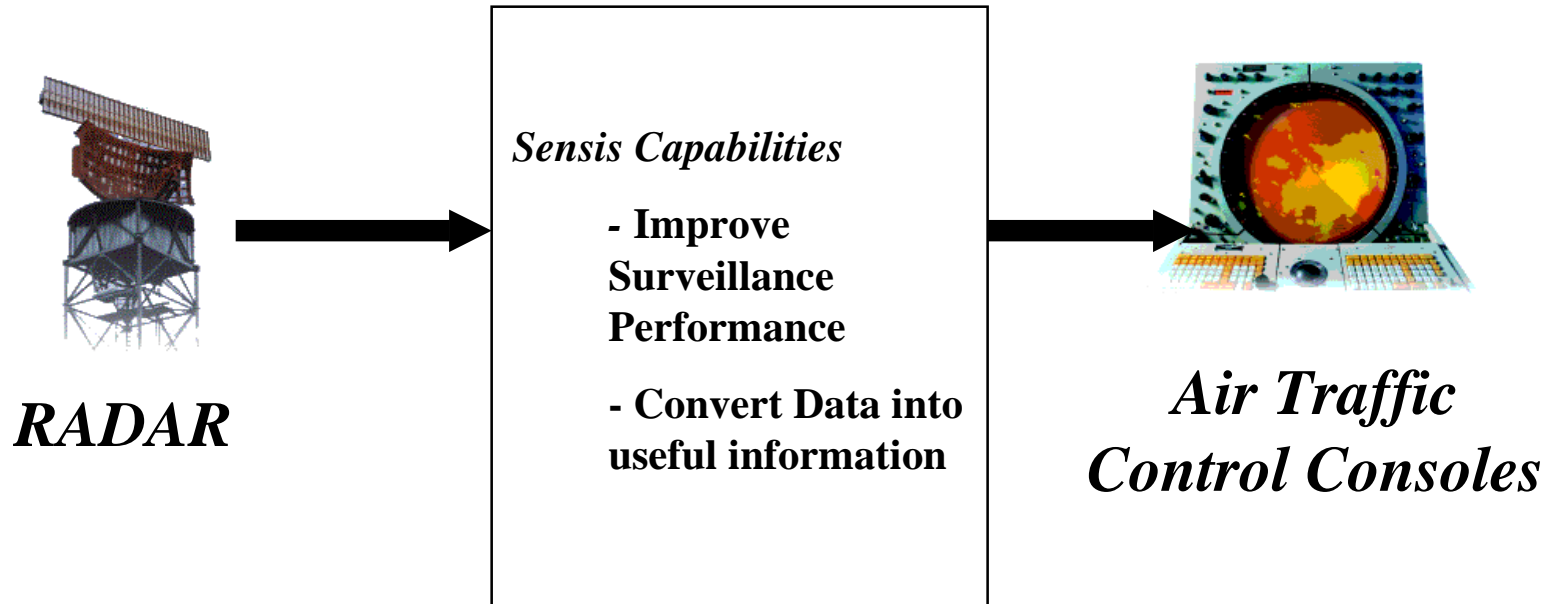 RADAR
Sensis Capabilities
- Improve
Surveillance
Performance
- Convert Data into
useful information
Air Traffic
Control Consoles